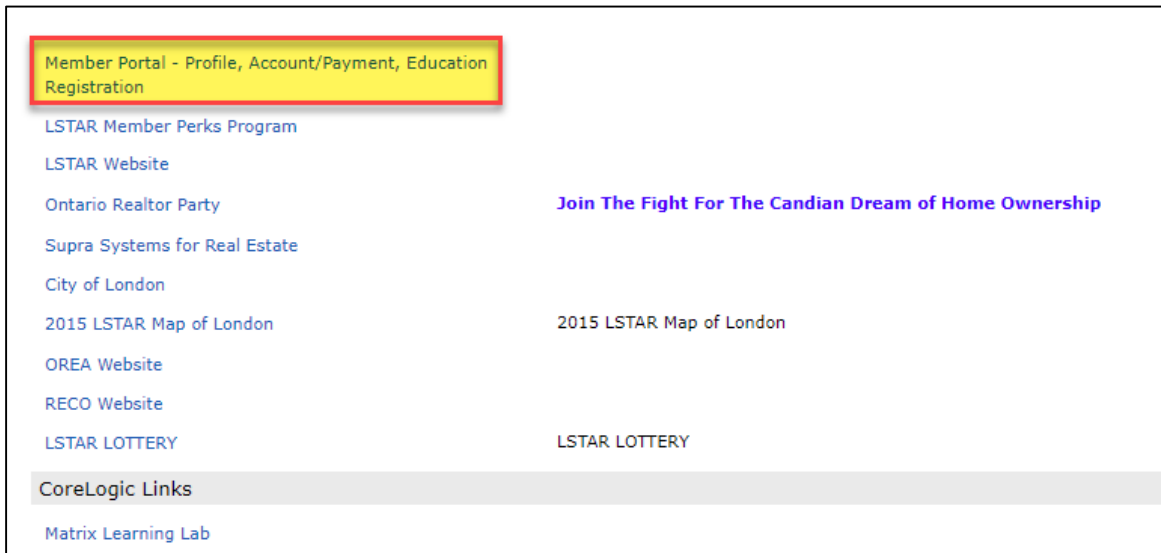 Member Portal - Profile, Account/Payment, Education
Registration
LSTAR Member Perks Program
LSTAR Website
Ontario Realtor Party
Join The Fight For The Candian Dream of Home Ownership
Supra Systems for Real Estate
City of London
2015 LSTAR Map of London
2015 LSTAR Map of London
OREA Website
RECO Website
LSTAR LOTTERY
LSTAR LOTTERY
CoreLogic Links
Matrix Learning Lab